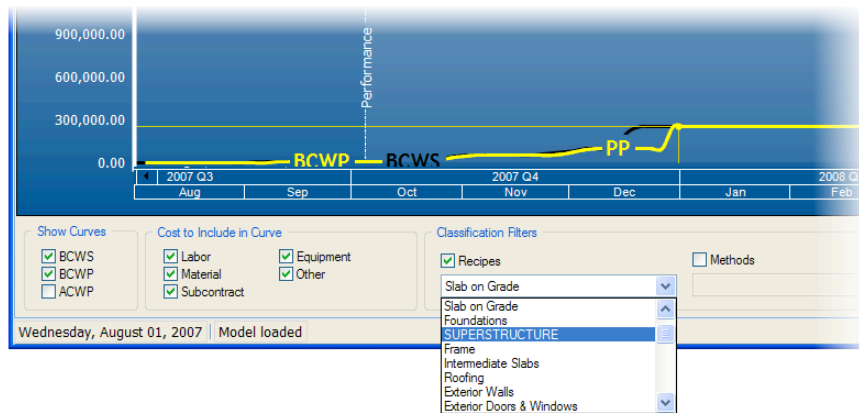 900,000.00
600,000.00
300,000.00
0.00
Performance
BCWP
BCWS
PP
2007 Q3
2007 Q4
2008 Q
Aug
Sep
Oct
Nov
Dec
Jan
Feb
Show Curves
BCWS
BCWP
ACWP
Cost to Include in Curve
Labor
Equipment
Material
Other
Subcontract
Classification Filters
Recipes
Methods
Slab on Grade
Slab on Grade
Foundations
SUPERSTRUCTURE
Frame
Intermediate Slabs
Roofing
Exterior Walls
Exterior Doors & Windows
Wednesday, August 01, 2007
Model loaded